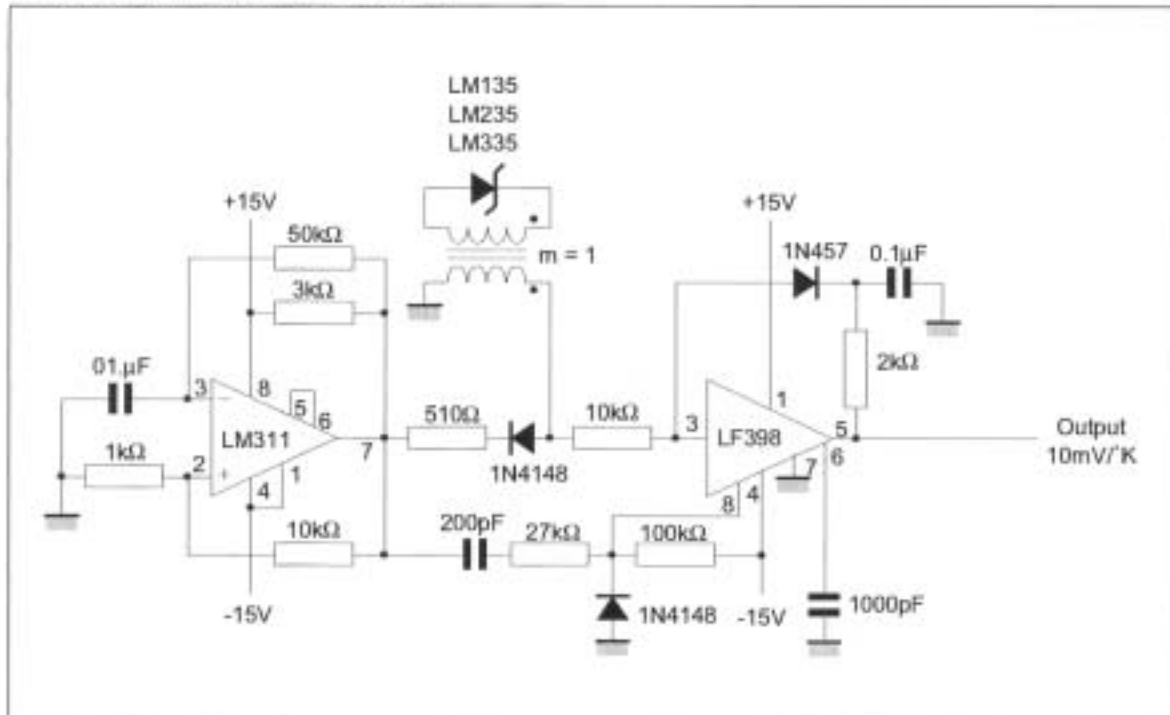 LM135
LM235
LM335
+15V
50kΩ
3kΩ
m = 1
+15V
1N457
0.1µF
01.µF
3
8
5
6
2kΩ
LM311
7
510Ω
1N4148
10kΩ
3
1
LF398
5
6
7
Output
10mV/°K
1kΩ
2
1
4
8
4
10kΩ
200pF
27kΩ
100kΩ
-15V
1N4148
-15V
1000pF